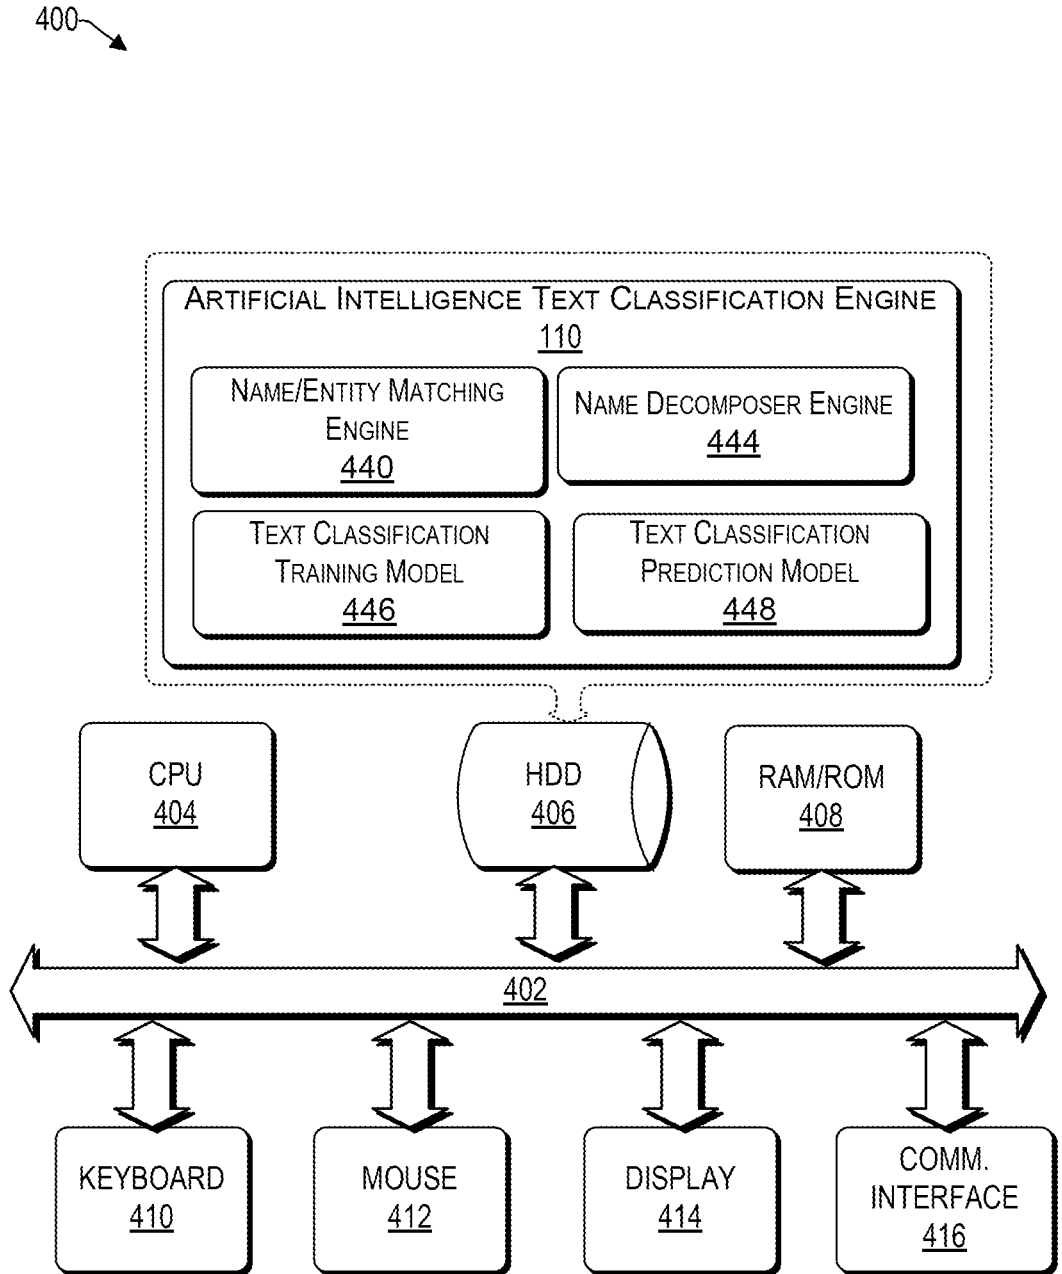 400
ARTIFICIAL INTELLIGENCE TEXT CLASSIFICATION ENGINE
110
NAME/ENTITY MATCHING
ENGINE
440
NAME DECOMPOSER ENGINE
444
TEXT CLASSIFICATION
TRAINING MODEL
446
TEXT CLASSIFICATION
PREDICTION MODEL
448
CPU
404
HDD
406
RAM/ROM
408
402
KEYBOARD
410
MOUSE
412
DISPLAY
414
COMM.
INTERFACE
416